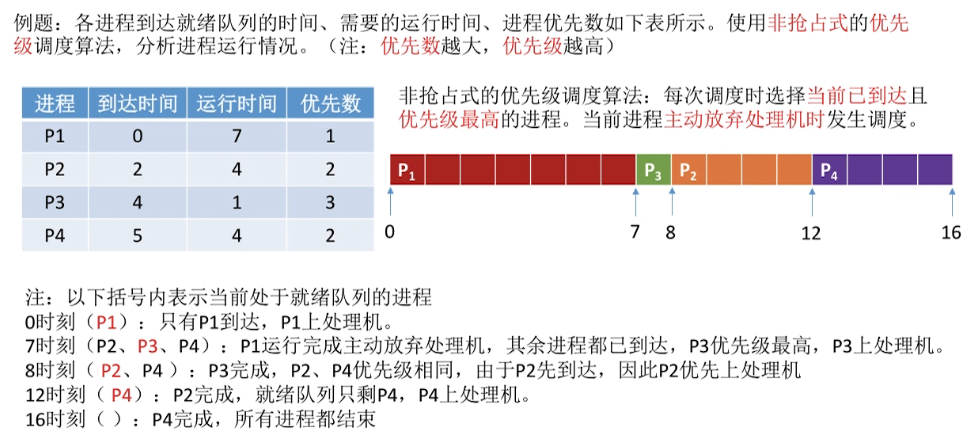 例题：各进程到达就绪队列的时间、需要的运行时间、进程优先数如下表所示。使用非抢占式的优先
级调度算法，分析进程运行情况。（注：优先数越大，优先级越高）
进程 到达时间 运行时间 优先数
P1 0 7 1
P2 2 4 2
P3 4 1 3
P4 5 4 2
非抢占式的优先级调度算法：每次调度时选择当前已到达且
优先级最高的进程。当前进程主动放弃处理机时发生调度。
P1 P3 P2 P4
0 7 8 12 16
注：以下括号内表示当前处于就绪队列的进程
0时刻（P1）：只有P1到达，P1上处理机。
7时刻（P2、P3、P4）：P1运行完成主动放弃处理机，其余进程都已到达，P3优先级最高，P3上处理机。
8时刻（ P2、P4 ）：P3完成，P2、P4优先级相同，由于P2先到达，因此P2优先上处理机
12时刻（ P4）：P2完成，就绪队列只剩P4，P4上处理机。
16时刻（ ）：P4完成，所有进程都结束